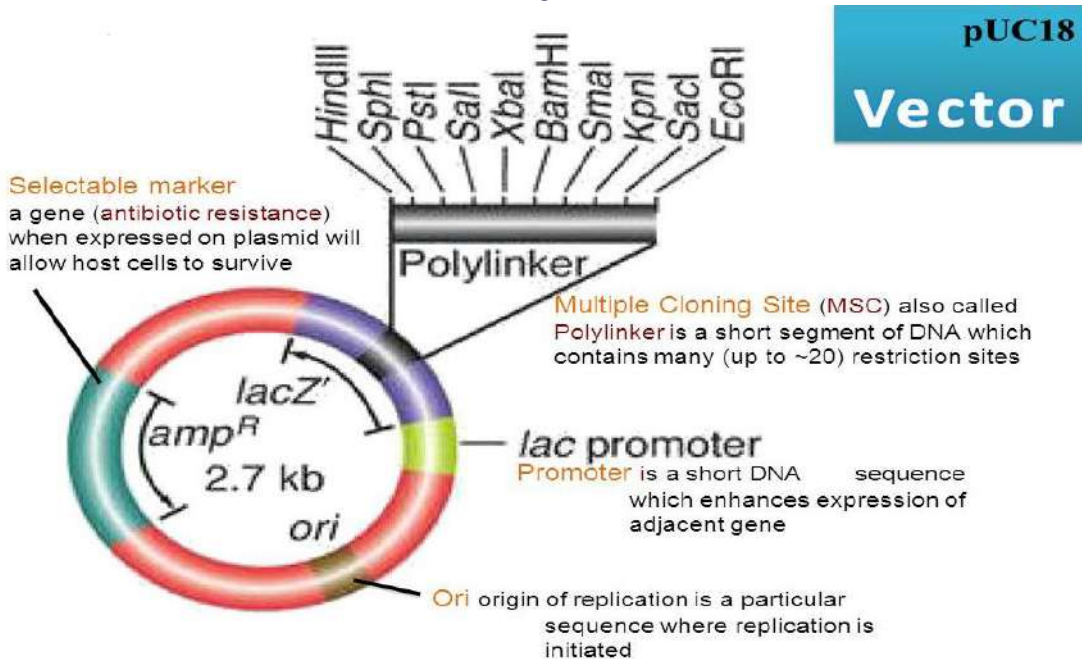 pUC18
Vector
HindIII
SphI
PstI
SalI
XbaI
BamHI
SmaI
KpnI
SacI
EcoRI
Polylinker
Selectable marker
a gene (antibiotic resistance)
when expressed on plasmid will
allow host cells to survive
Multiple Cloning Site (MSC) also called
Polylinker is a short segment of DNA which
contains many (up to ~20) restriction sites
lacZ'
ampR
2.7 kb
ori
lac promoter
Promoter is a short DNA sequence
which enhances expression of
adjacent gene
Ori origin of replication is a particular
sequence where replication is
initiated